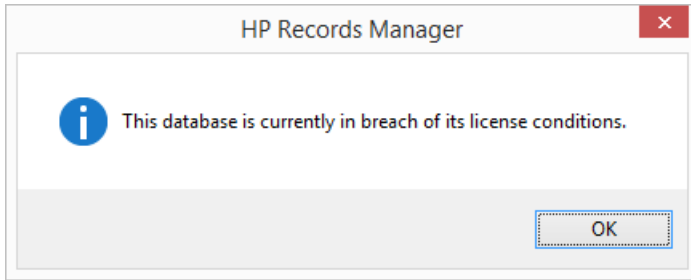 HP Records Manager
This database is currently in breach of its license conditions.
OK